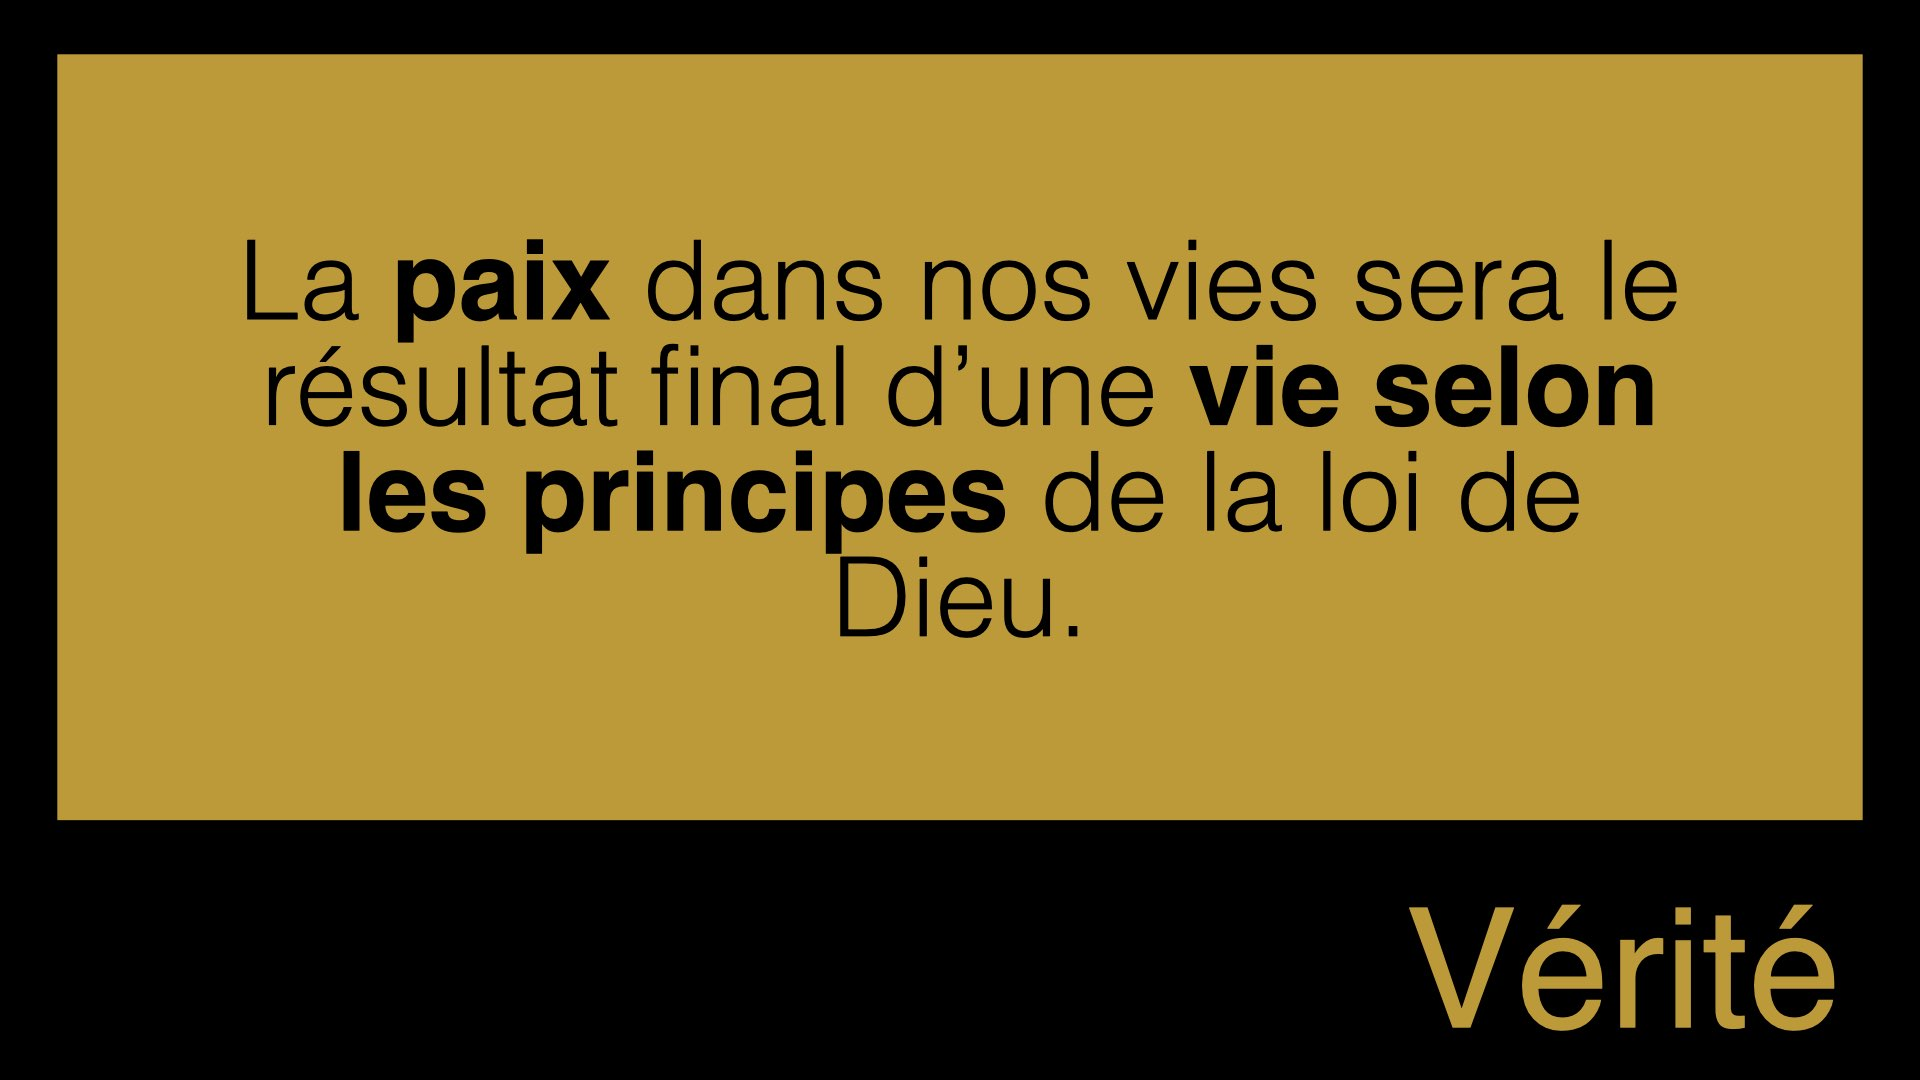 La paix dans nos vies sera le
résultat final d’une vie selon
les principes de la loi de
Dieu.
Vérité